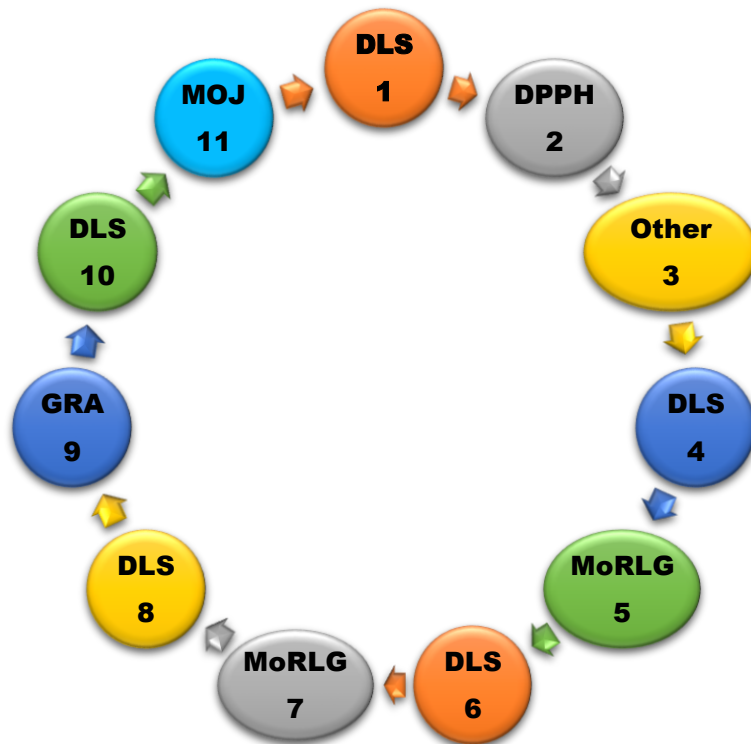 DLS
1
DPPH
2
Other
3
DLS
4
MoRLG
5
DLS
6
MoRLG
7
DLS
8
GRA
9
DLS
10
MOJ
11